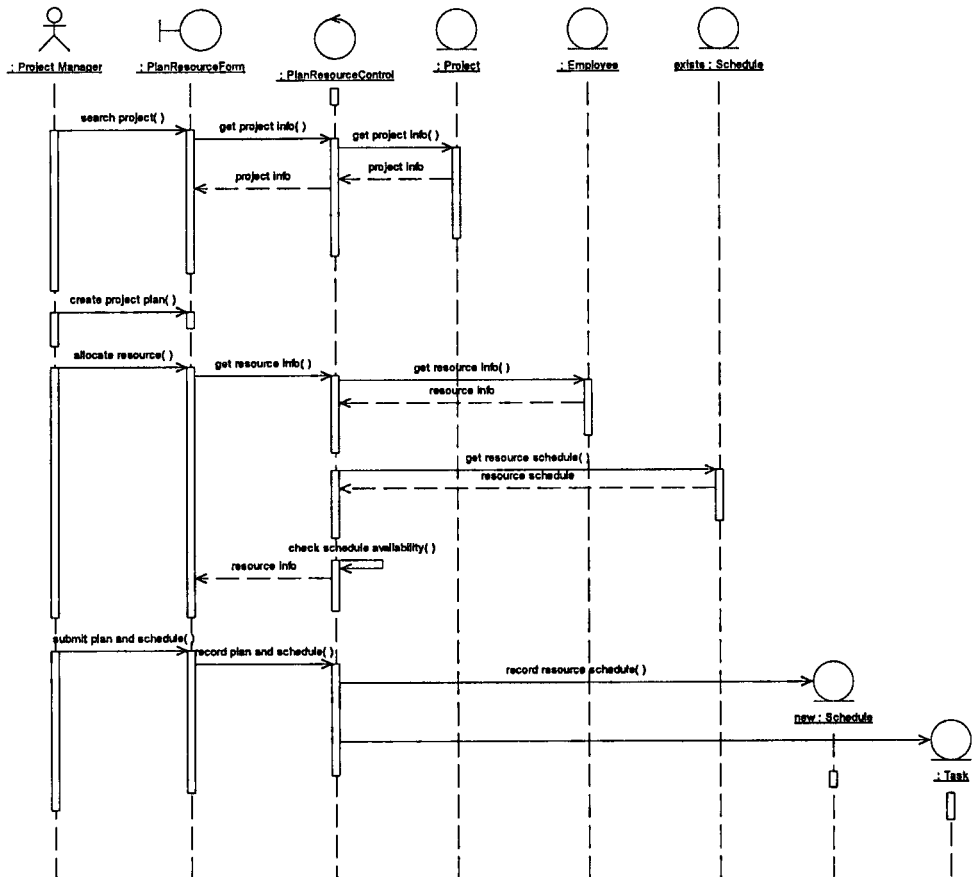 : Project Manager
: PlanResourceForm
: PlanResourceControl
: Project
: Employee
exists : Schedule
search project( )
get project info( )
get project info( )
project info
project info
create project plan( )
allocate resource( )
get resource info( )
get resource info( )
resource info
get resource schedule( )
resource schedule
check schedule availability( )
resource info
submit plan and schedule( )
record plan and schedule( )
record resource schedule( )
new : Schedule
: Task